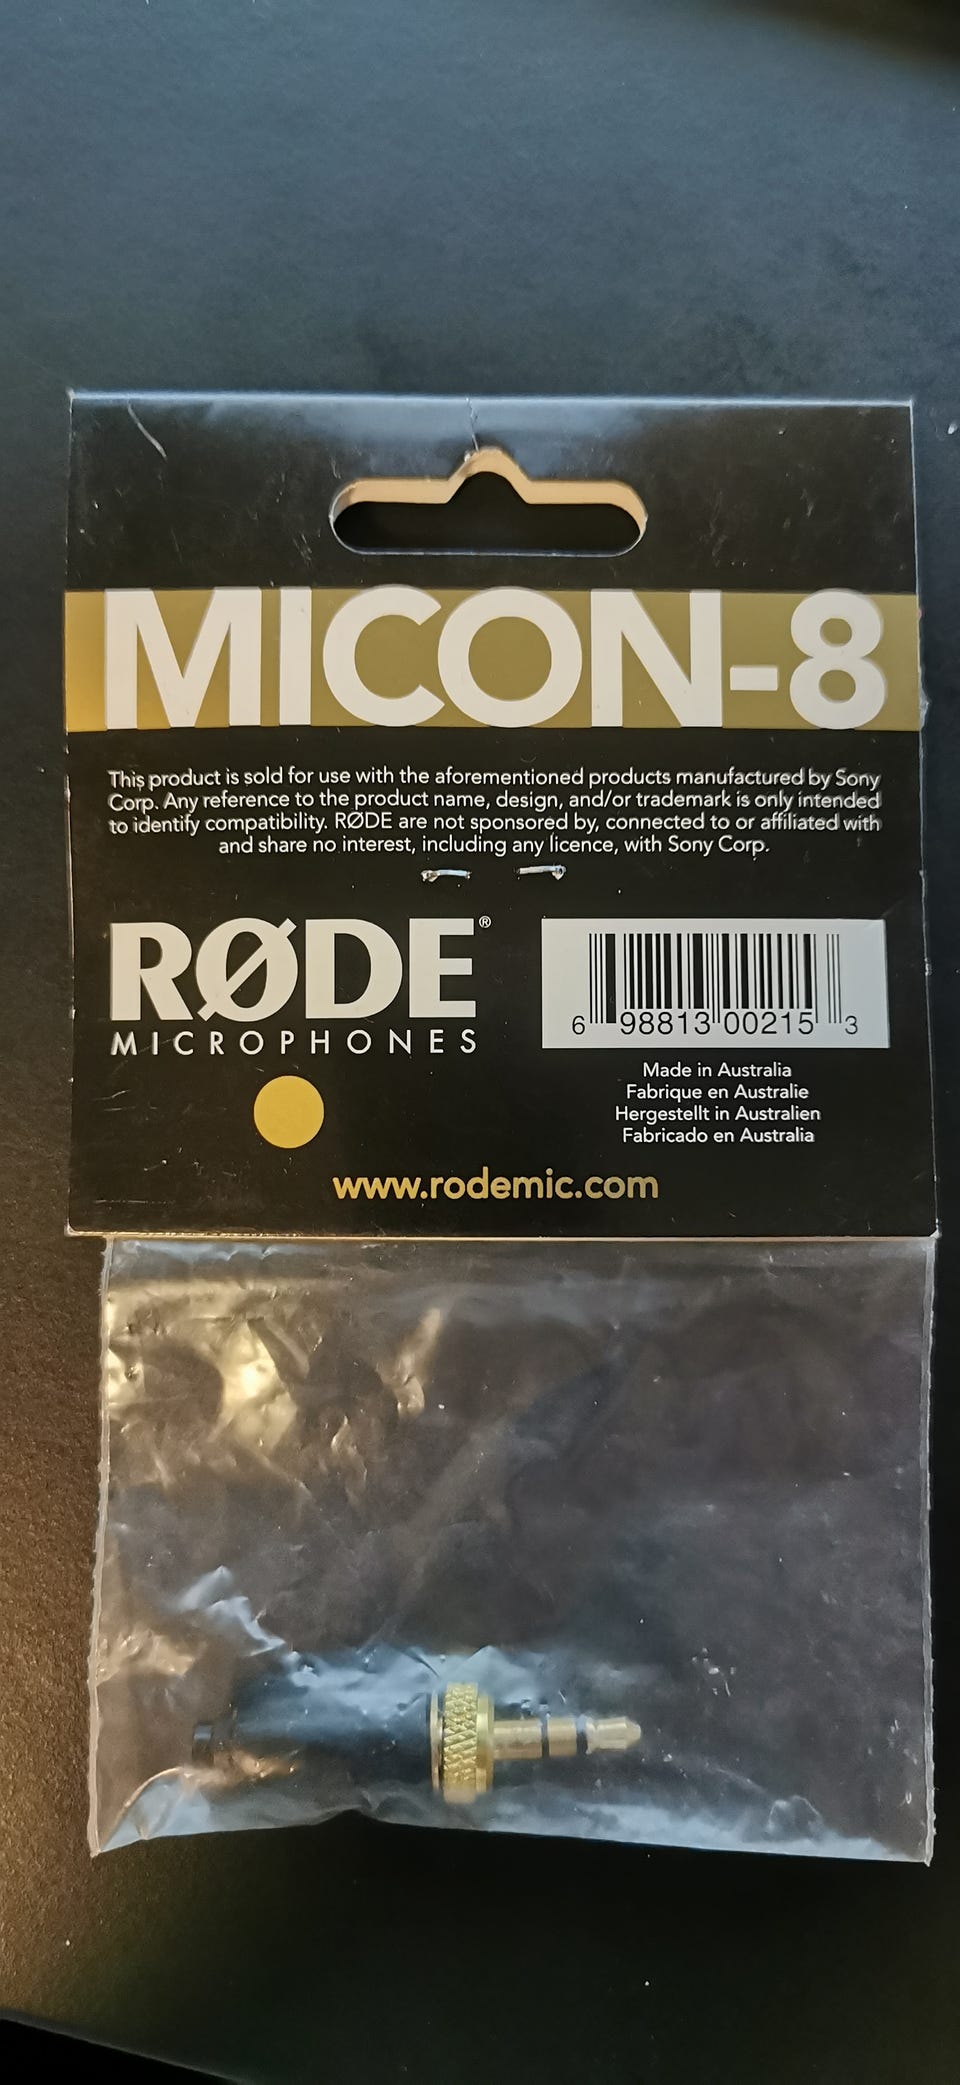 MICON-8
This product is sold for use with the aforementioned products manufactured by Sony
Corp. Any reference to the product name, design, and/or trademark is only intended
to identify compatibility. RØDE are not sponsored by, connected to or affiliated with
and share no interest, including any licence, with Sony Corp.
RØDE®
MICROPHONES
6 98813 00215 3
Made in Australia
Fabrique en Australie
Hergestellt in Australien
Fabricado en Australia
www.rodemic.com